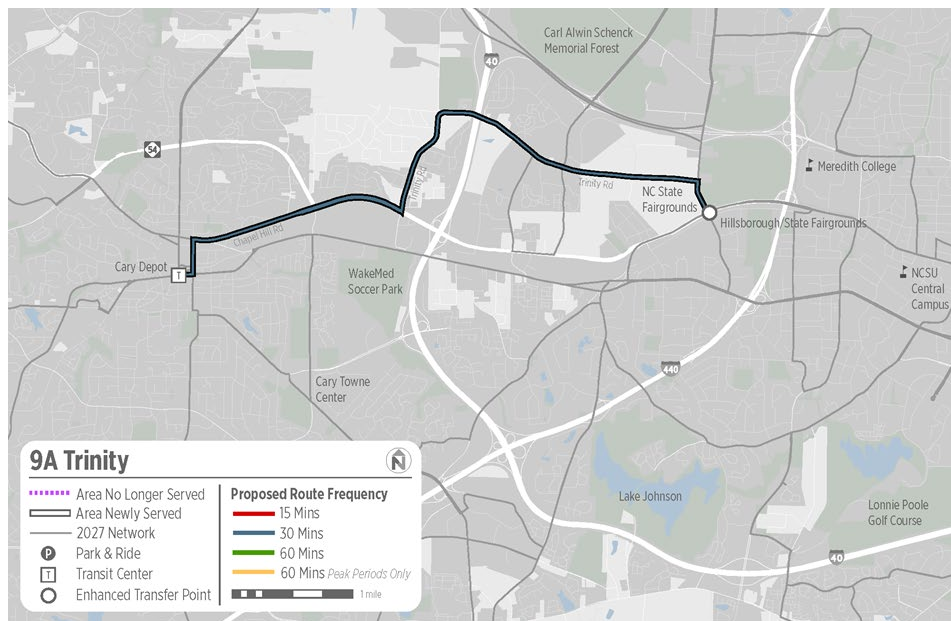 Carl Alwin Schenck
Memorial Forest
40
54
Meredith College
Trinity Rd
Trinity Rd
NC State
Fairgrounds
Hillsborough/State Fairgrounds
Chapel Hill Rd
Cary Depot
T
WakeMed
Soccer Park
NCSU
Central
Campus
440
Cary Towne
Center
Lake Johnson
Lonnie Poole
Golf Course
40
9A Trinity
N
Area No Longer Served
Area Newly Served
2027 Network
P Park & Ride
T Transit Center
Enhanced Transfer Point
Proposed Route Frequency
15 Mins
30 Mins
60 Mins
60 Mins Peak Periods Only
1 mile